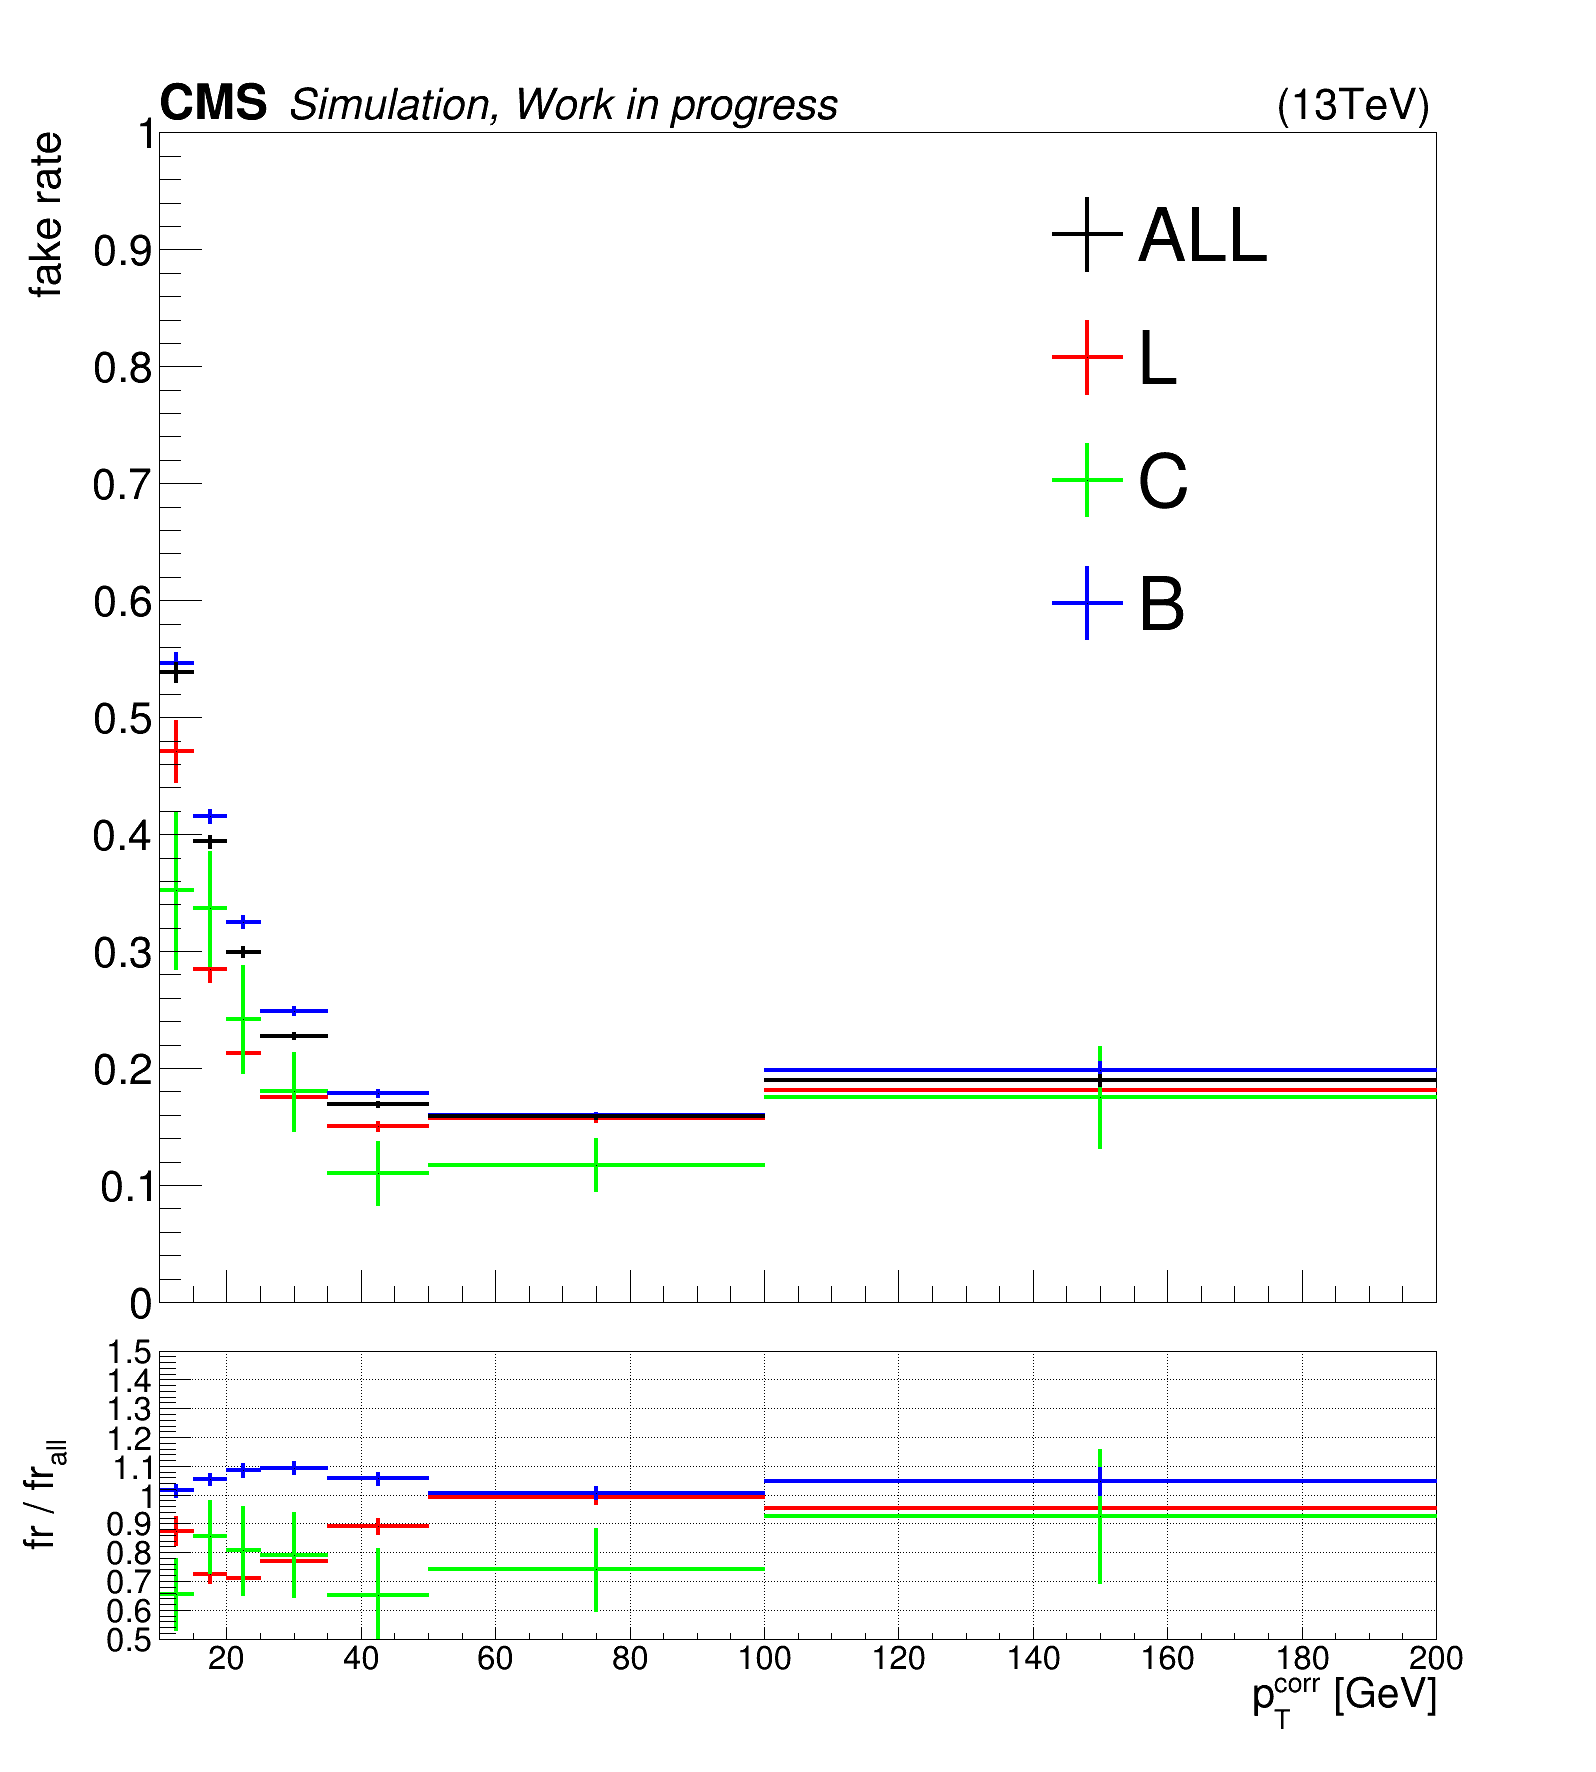 CMS Simulation, Work in progress (13TeV)
fake rate
1
0.9
0.8
0.7
0.6
0.5
0.4
0.3
0.2
0.1
0
ALL
L
C
B
fr / fr_all
1.5
1.4
1.3
1.2
1.1
1
0.9
0.8
0.7
0.6
0.5
20 40 60 80 100 120 140 160 180 200
p_T^corr [GeV]